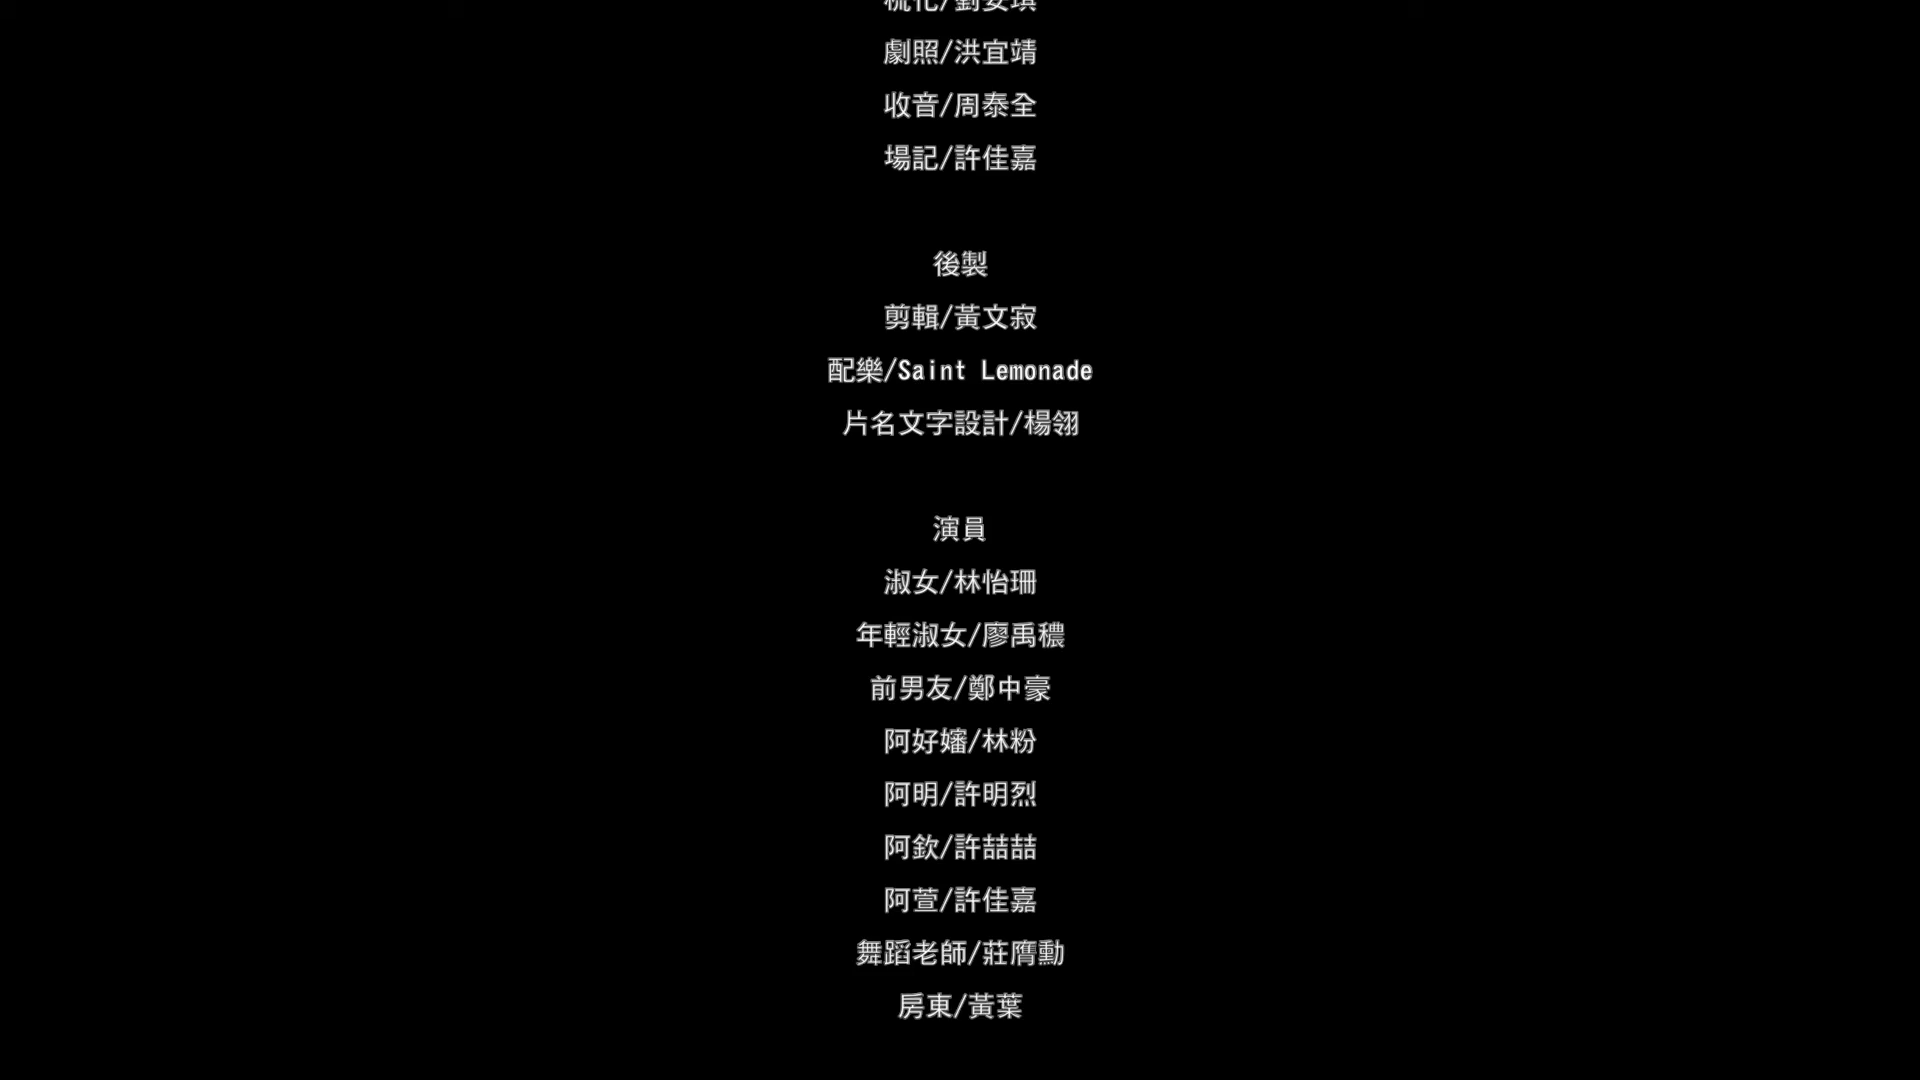 劇照/洪宜靖
收音/周泰全
場記/許佳嘉
後製
剪輯/黃文寂
配樂/Saint Lemonade
片名文字設計/楊翎
演員
淑女/林怡珊
年輕淑女/廖禹穠
前男友/鄭中豪
阿好嬸/林粉
阿明/許明烈
阿欽/許喆喆
阿萱/許佳嘉
舞蹈老師/莊膺勳
房東/黃葉